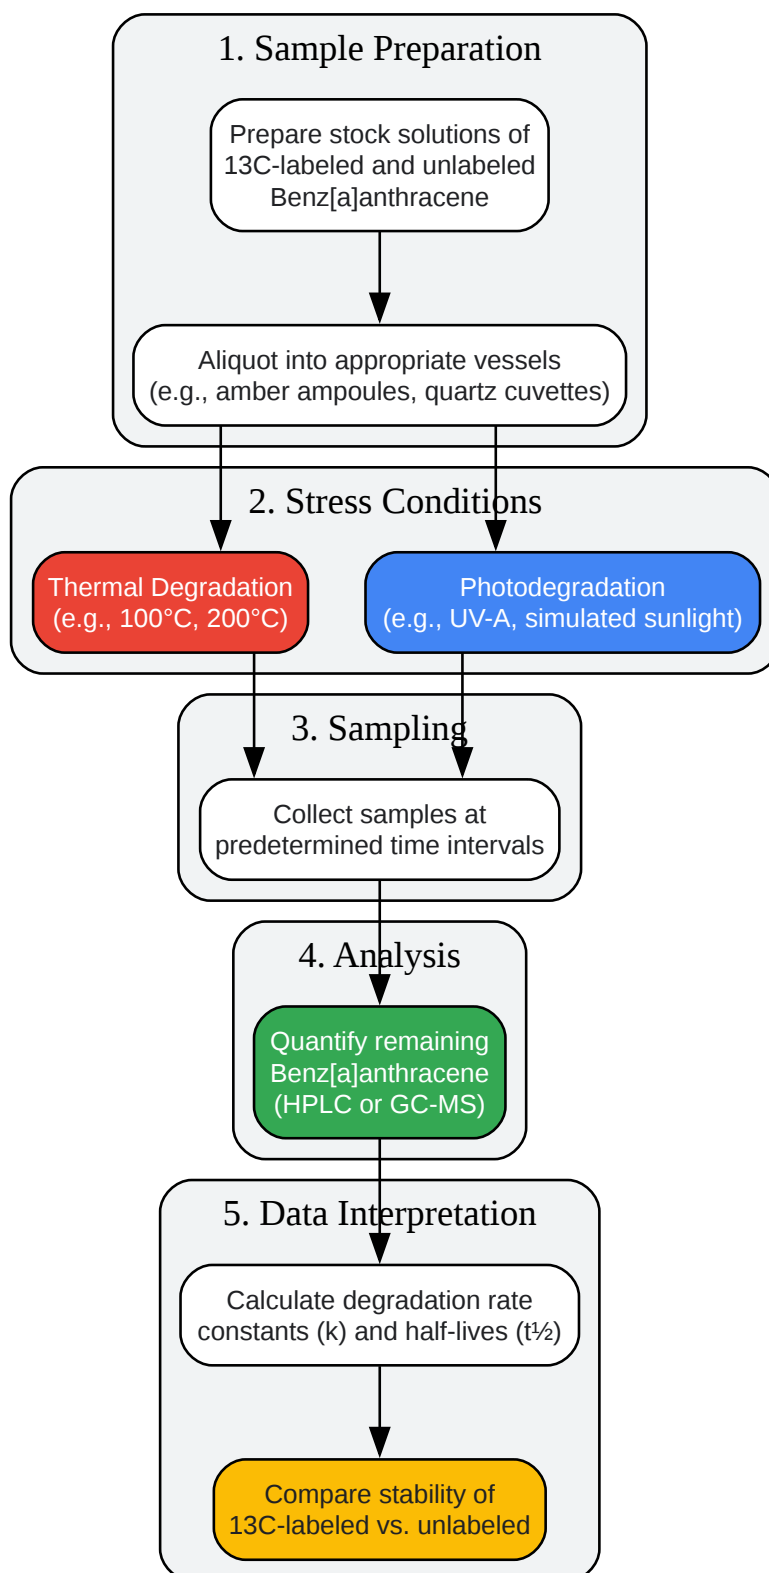 1. Sample Preparation
Prepare stock solutions of
13C-labeled and unlabeled
Benz[a]anthracene
Aliquot into appropriate vessels
(e.g., amber ampoules, quartz cuvettes)
2. Stress Conditions
Thermal Degradation
(e.g., 100°C, 200°C)
Photodegradation
(e.g., UV-A, simulated sunlight)
3. Sampling
Collect samples at
predetermined time intervals
4. Analysis
Quantify remaining
Benz[a]anthracene
(HPLC or GC-MS)
5. Data Interpretation
Calculate degradation rate
constants (k) and half-lives (t½)
Compare stability of
13C-labeled vs. unlabeled